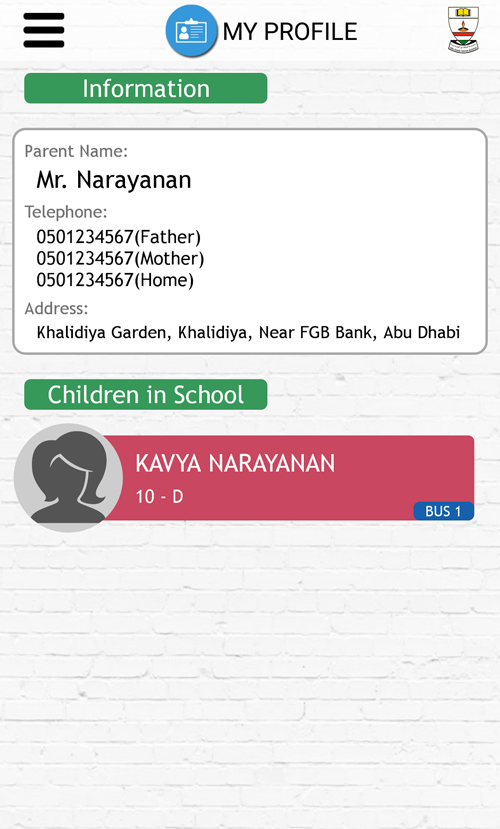 MY PROFILE
Information
Parent Name:
Mr. Narayanan
Telephone:
0501234567(Father)
0501234567(Mother)
0501234567(Home)
Address:
Khalidiya Garden, Khalidiya, Near FGB Bank, Abu Dhabi
Children in School
KAVYA NARAYANAN
10 - D
BUS 1